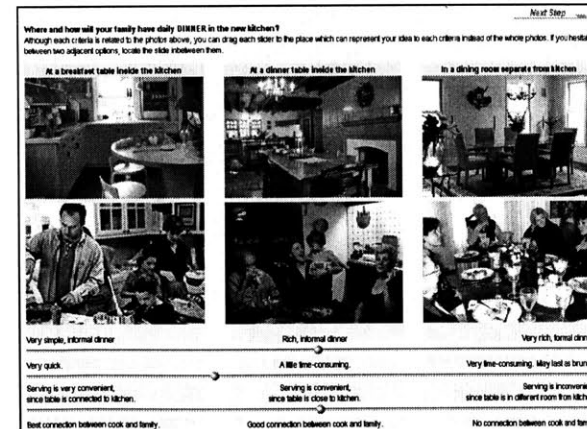 Next Step
Where and how will your family have daily DINNER in the new kitchen?
Although each criteria is related to the photos above, you can drag each slider to the place which can represent your idea to each criteria instead of the whole photos. If you hesita
between two adjacent options, locate the slide inbetween them.
At a breakfast table inside the kitchen At a dinner table inside the kitchen In a dining room separate from kitchen
Very simple, informal dinner Rich, informal dinner Very rich, formal dinn
Very quick. A little time-consuming. Very time-consuming. May last as brun
Serving is very convenient, Serving is convenient, Serving is inconveni
since table is connected to kitchen. since table is close to kitchen. since table is in different room from kitch
Best connection between cook and family. Good connection between cook and family. No connection between cook and fam